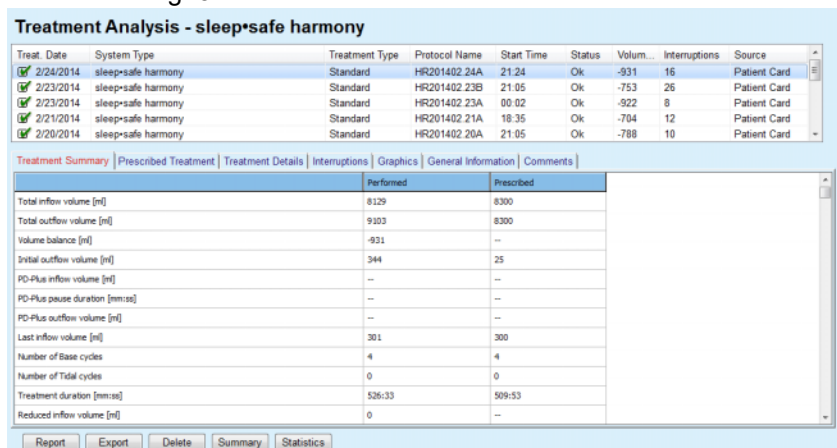 Treatment Analysis - sleep•safe harmony
Treat. Date System Type Treatment Type Protocol Name Start Time Status Volum... Interruptions Source
2/24/2014 sleep•safe harmony Standard HR201402.24A 21:24 Ok -931 16 Patient Card
2/23/2014 sleep•safe harmony Standard HR201402.23B 21:05 Ok -753 26 Patient Card
2/23/2014 sleep•safe harmony Standard HR201402.23A 00:02 Ok -922 8 Patient Card
2/21/2014 sleep•safe harmony Standard HR201402.21A 18:35 Ok -704 12 Patient Card
2/20/2014 sleep•safe harmony Standard HR201402.20A 21:05 Ok -788 10 Patient Card
Treatment Summary Prescribed Treatment Treatment Details Interruptions Graphics General Information Comments
Performed Prescribed
Total inflow volume [ml] 8129 8300
Total outflow volume [ml] 9103 8300
Volume balance [ml] -931 --
Initial outflow volume [ml] 344 25
PD-Plus inflow volume [ml] -- --
PD-Plus pause duration [mm:ss] -- --
PD-Plus outflow volume [ml] -- --
Last inflow volume [ml] 301 300
Number of Base cycles 4 4
Number of Tidal cycles 0 0
Treatment duration [mm:ss] 526:33 509:53
Reduced inflow volume [ml] 0 --
Report Export Delete Summary Statistics